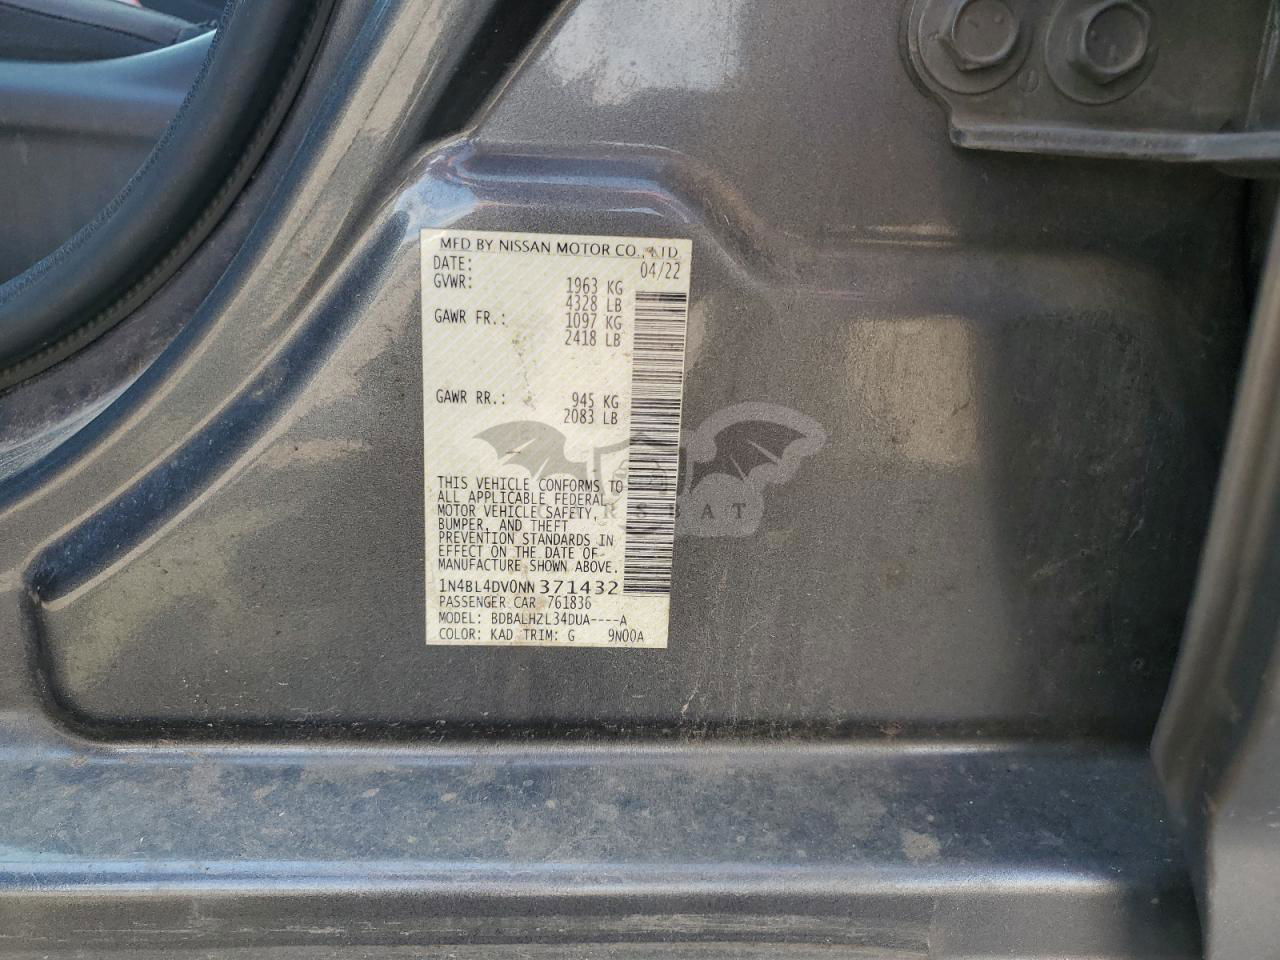 MFD BY NISSAN MOTOR CO., LTD
DATE: 04/22
GVWR: 1963 KG
4328 LB
GAWR FR.: 1097 KG
2418 LB
GAWR RR.: 945 KG
2083 LB
THIS VEHICLE CONFORMS TO
ALL APPLICABLE FEDERAL
MOTOR VEHICLE SAFETY,
BUMPER, AND THEFT
PREVENTION STANDARDS IN
EFFECT ON THE DATE OF
MANUFACTURE SHOWN ABOVE.
1N4BL4DV0NN371432
PASSENGER CAR 761836
MODEL: BDBALHZL34DUA----A
COLOR: KAD TRIM: G 9N00A